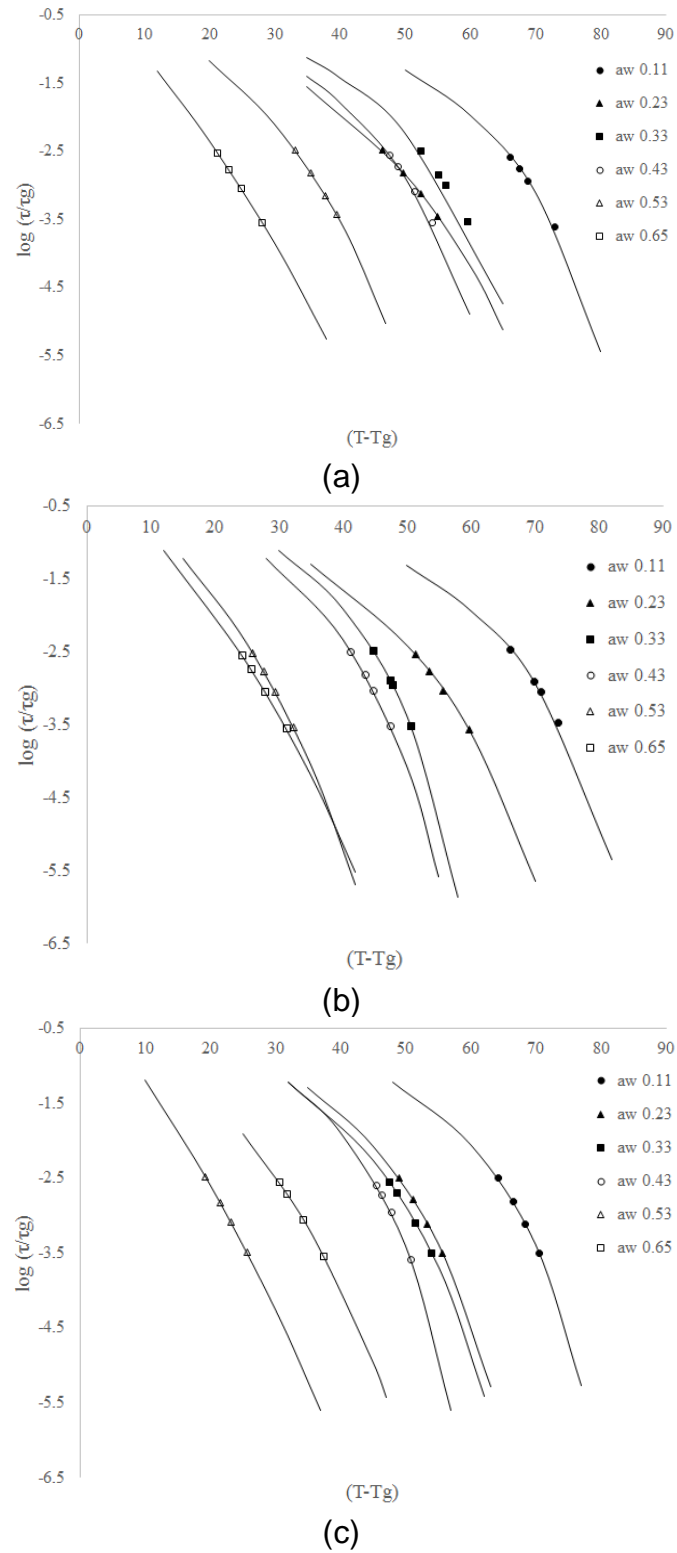 -0.5
0 10 20 30 40 50 60 70 80 90
-1.5
-2.5
-3.5
-4.5
-5.5
-6.5
log (τ/τg)
(T-Tg)
aw 0.11
aw 0.23
aw 0.33
aw 0.43
aw 0.53
aw 0.65
(a)
-0.5
0 10 20 30 40 50 60 70 80 90
-1.5
-2.5
-3.5
-4.5
-5.5
-6.5
log (τ/τg)
(T-Tg)
aw 0.11
aw 0.23
aw 0.33
aw 0.43
aw 0.53
aw 0.65
(b)
-0.5
0 10 20 30 40 50 60 70 80 90
-1.5
-2.5
-3.5
-4.5
-5.5
-6.5
log (τ/τg)
(T-Tg)
aw 0.11
aw 0.23
aw 0.33
aw 0.43
aw 0.53
aw 0.65
(c)